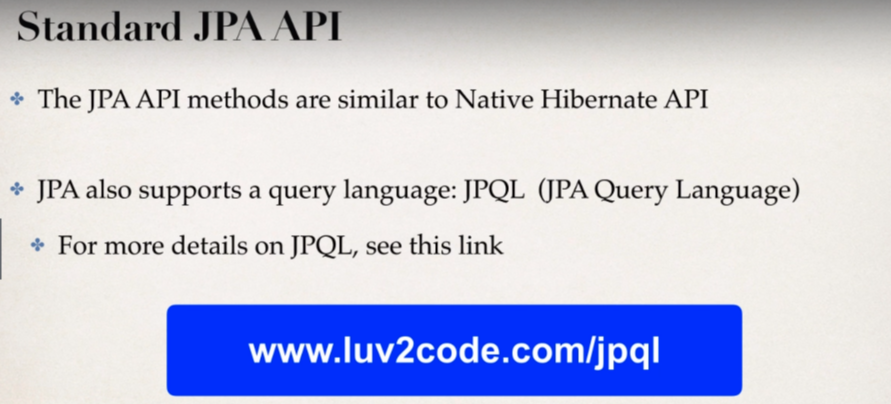 Standard JPA API
The JPA API methods are similar to Native Hibernate API
JPA also supports a query language: JPQL (JPA Query Language)
For more details on JPQL, see this link
www.luv2code.com/jpql